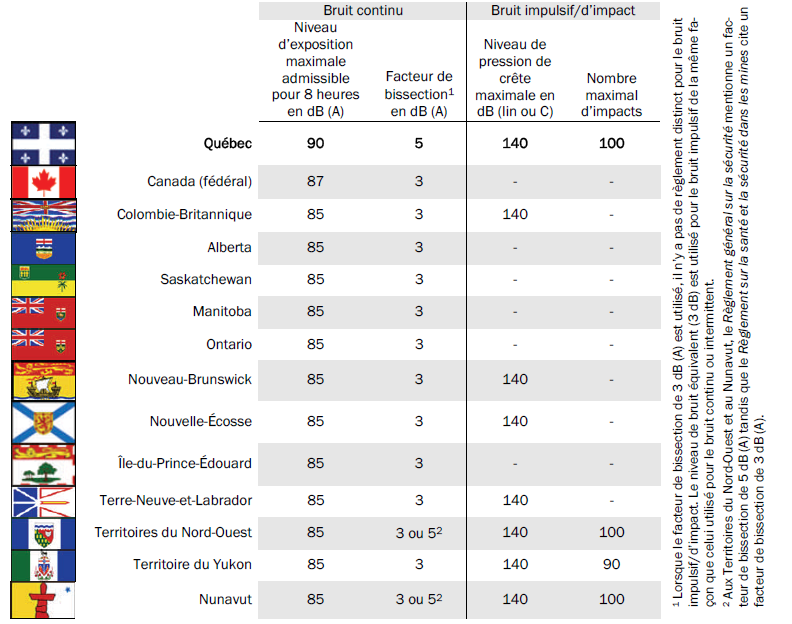 Bruit continu Bruit impulsif/d’impact
Niveau
d’exposition
maximale
admissible
pour 8 heures
en dB (A)
Facteur de
bissection¹
en dB (A)
Niveau de
pression de
crête
maximale en
dB (lin ou C)
Nombre
maximal
d’impacts
Québec 90 5 140 100
Canada (fédéral) 87 3 - -
Colombie-Britannique 85 3 140 -
Alberta 85 3 - -
Saskatchewan 85 3 - -
Manitoba 85 3 - -
Ontario 85 3 - -
Nouveau-Brunswick 85 3 140 -
Nouvelle-Écosse 85 3 140 -
Île-du-Prince-Édouard 85 3 - -
Terre-Neuve-et-Labrador 85 3 140 -
Territoires du Nord-Ouest 85 3 ou 5² 140 100
Territoire du Yukon 85 3 140 90
Nunavut 85 3 ou 5² 140 100
¹ Lorsque le facteur de bissection de 3 dB (A) est utilisé, il n’y a pas de règlement distinct pour le bruit
impulsif/d’impact. Le niveau de bruit équivalent (3 dB) est utilisé pour le bruit impulsif de la même fa-
çon que celui utilisé pour le bruit continu ou intermittent.
² Aux Territoires du Nord-Ouest et au Nunavut, le Règlement général sur la sécurité mentionne un fac-
teur de bissection de 5 dB (A) tandis que le Règlement sur la santé et la sécurité dans les mines cite un
facteur de bissection de 3 dB (A).